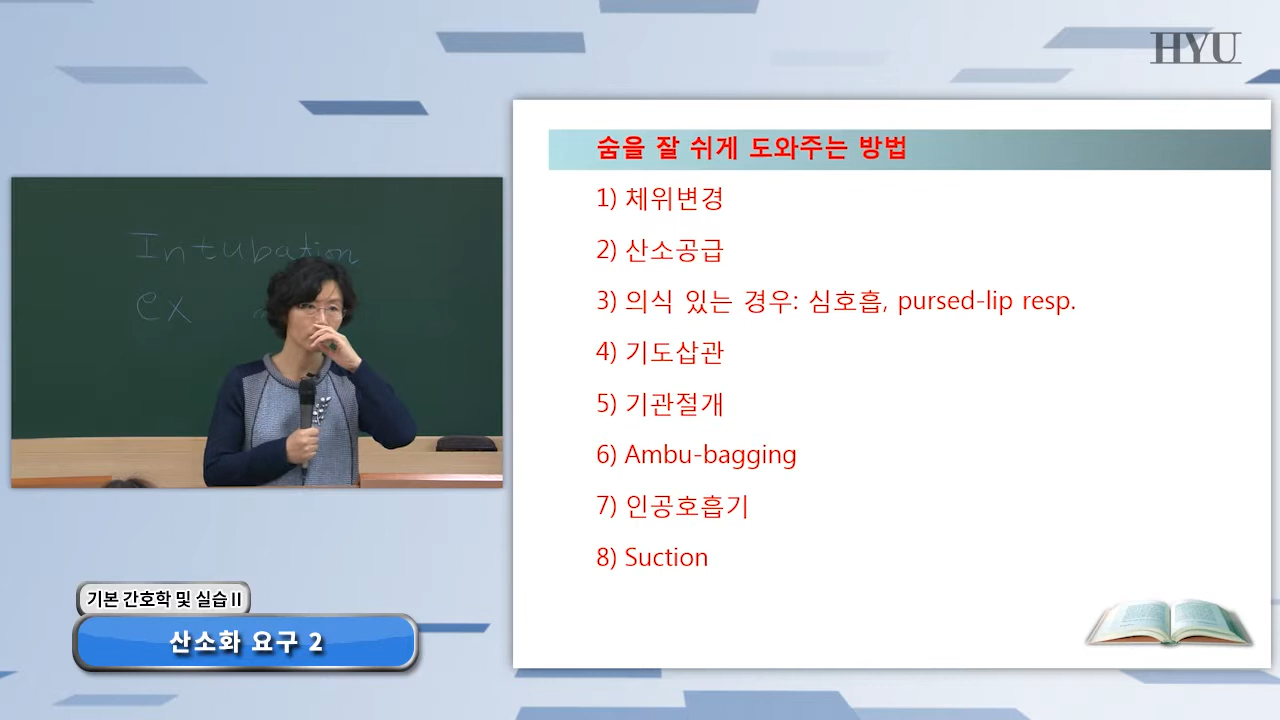 HYU
숨을 잘 쉬게 도와주는 방법
1) 체위변경
2) 산소공급
3) 의식 있는 경우: 심호흡, pursed-lip resp.
4) 기도삽관
5) 기관절개
6) Ambu-bagging
7) 인공호흡기
8) Suction
Intubation
ex
기본 간호학 및 실습 II
산소화 요구 2